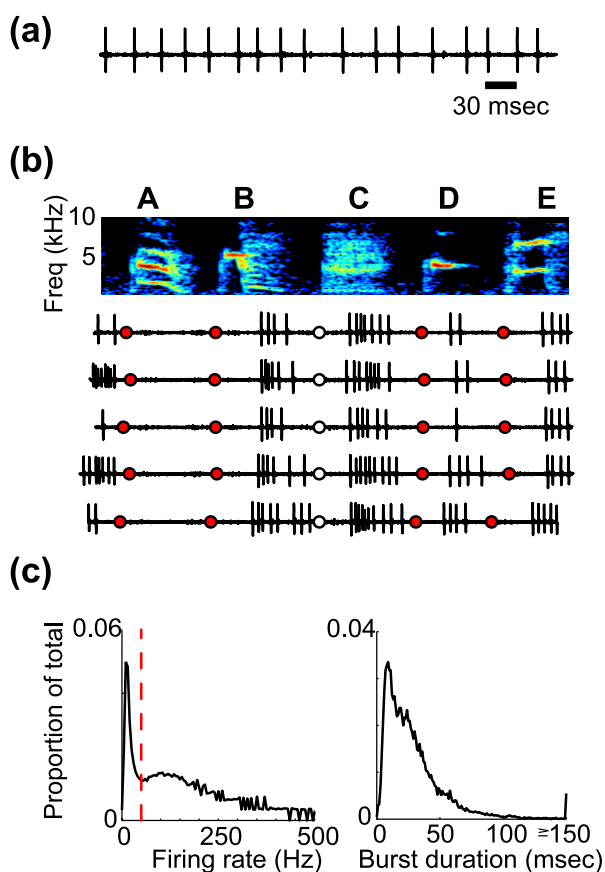 (a)
30 msec
(b)
A B C D E
Freq (kHz)
10
5
(c)
Proportion of total
0.06
0 250 500
Firing rate (Hz)
0.04
0
0 50 100 ≥150
Burst duration (msec)